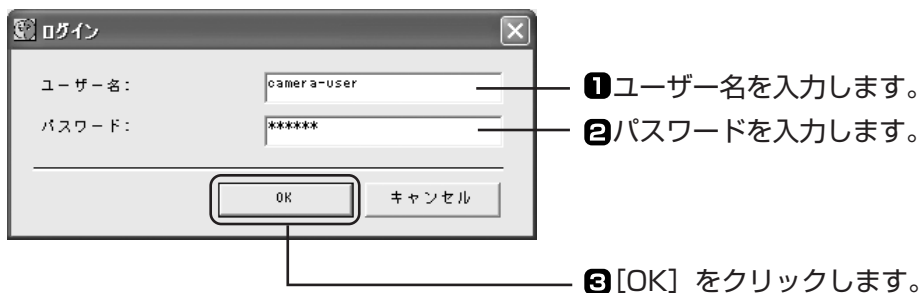 ログイン
ユーザー名:
camera-user
❶ユーザー名を入力します。
パスワード:
******
❷パスワードを入力します。
OK
キャンセル
❸[OK] をクリックします。